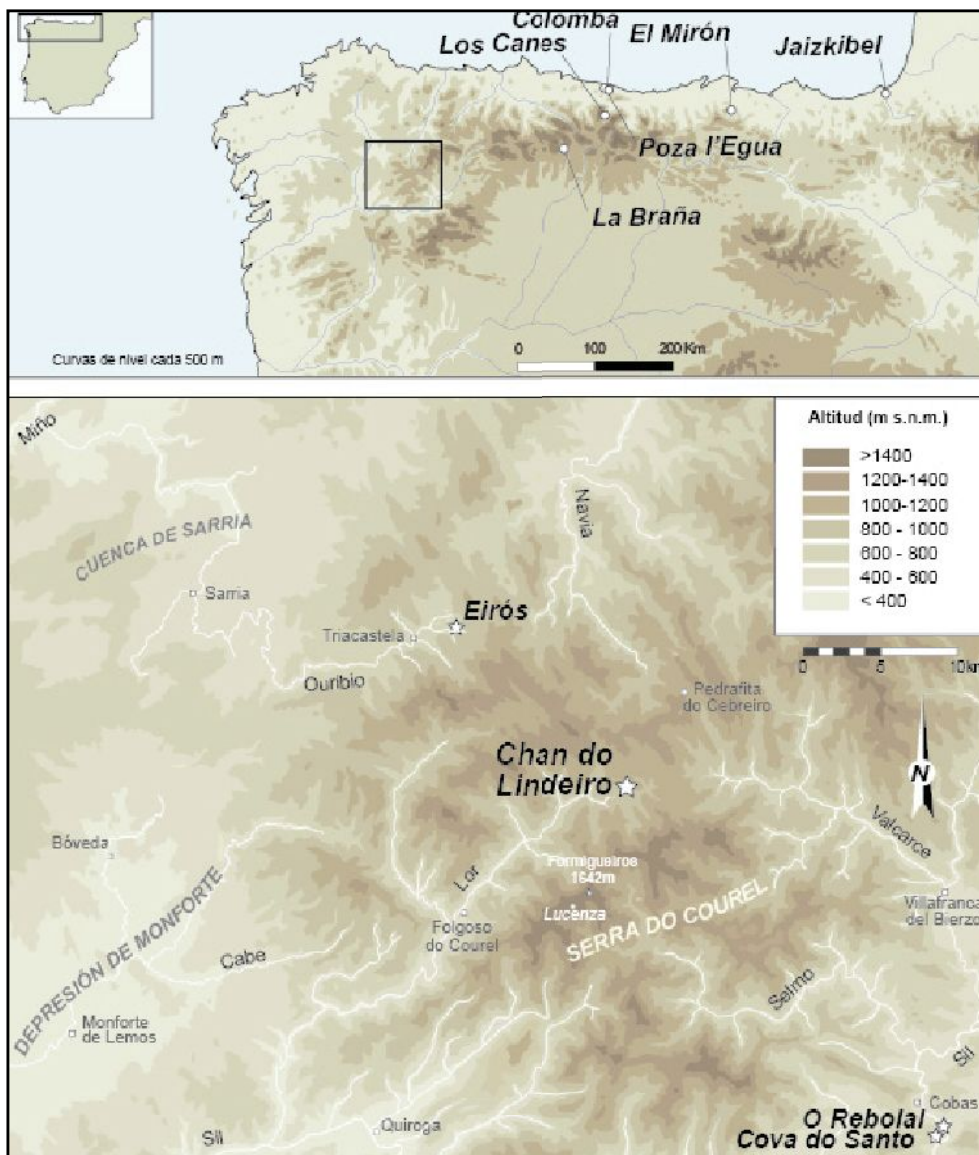 Colomba
Los Canes
El Mirón
Jaizkibel
Poza l'Egua
La Braña
Curvas de nivel cada 500 m
0 100 200 Km
Miño
CUENCA DE SARRIA
Sarria
Navia
Eirós
Triacastela
Ouribio
Altitud (m s.n.m.)
>1400
1200-1400
1000-1200
800 - 1000
600 - 800
400 - 600
< 400
0 5 10km
Pedrafita
do Cebreiro
N
Chan do
Lindeiro
Bóveda
Valcarce
Formigueiros
1642m
Lor
Lucenza
Folgoso
do Courel
SERRA DO COUREL
Villafranca
del Bierzo
DEPRESIÓN DE MONFORTE
Cabe
Selmo
Monforte
de Lemos
Sil
Cobas
O Rebolal
Cova do Santo
Quiroga
Sil